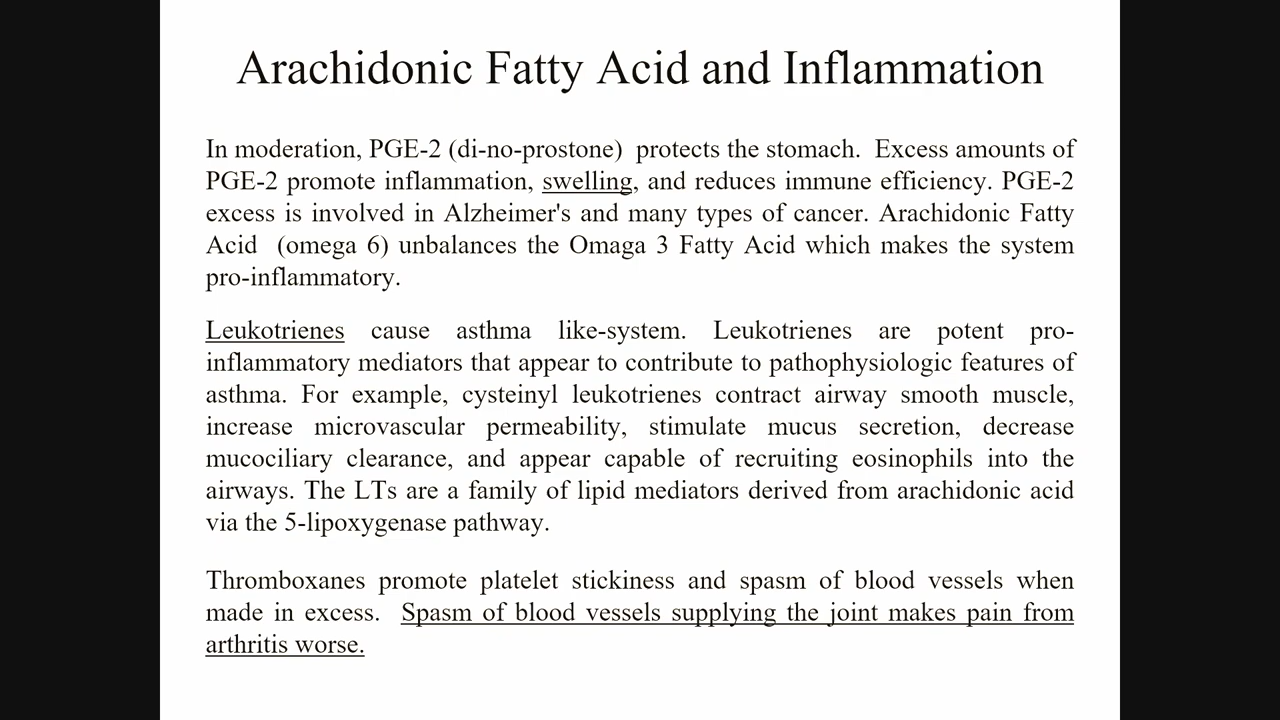 Arachidonic Fatty Acid and Inflammation
In moderation, PGE-2 (di-no-prostone) protects the stomach. Excess amounts of
PGE-2 promote inflammation, swelling, and reduces immune efficiency. PGE-2
excess is involved in Alzheimer's and many types of cancer. Arachidonic Fatty
Acid (omega 6) unbalances the Omaga 3 Fatty Acid which makes the system
pro-inflammatory.
Leukotrienes cause asthma like-system. Leukotrienes are potent pro-
inflammatory mediators that appear to contribute to pathophysiologic features of
asthma. For example, cysteinyl leukotrienes contract airway smooth muscle,
increase microvascular permeability, stimulate mucus secretion, decrease
mucociliary clearance, and appear capable of recruiting eosinophils into the
airways. The LTs are a family of lipid mediators derived from arachidonic acid
via the 5-lipoxygenase pathway.
Thromboxanes promote platelet stickiness and spasm of blood vessels when
made in excess. Spasm of blood vessels supplying the joint makes pain from
arthritis worse.